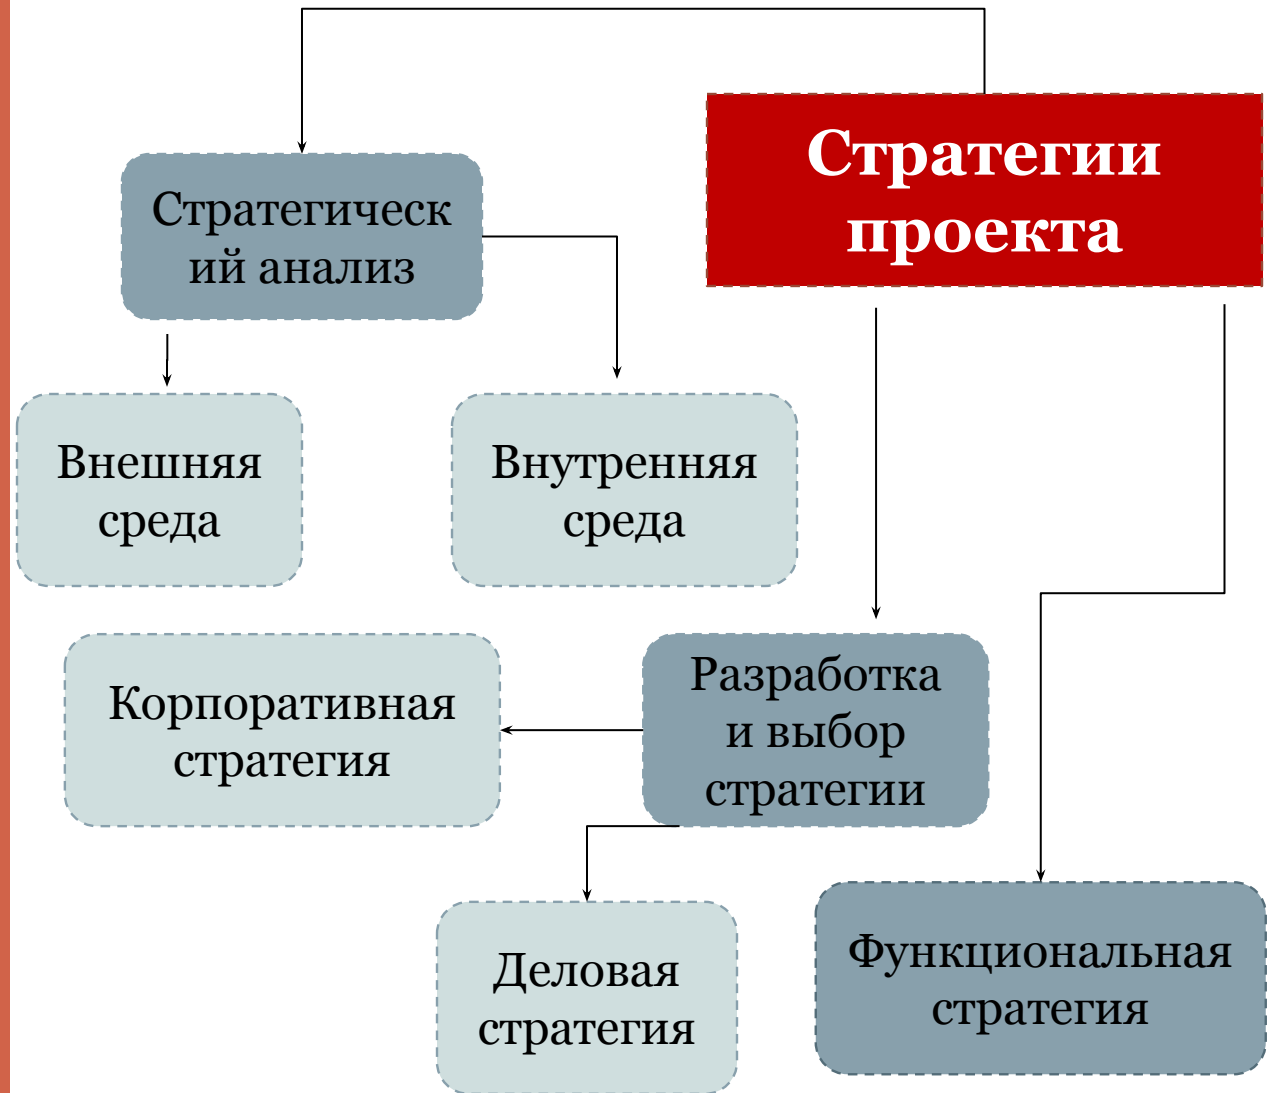 Стратегии
проекта
Стратегическ
ий анализ
Внешняя
среда
Внутренняя
среда
Разработка
и выбор
стратегии
Корпоративная
стратегия
Деловая
стратегия
Функциональная
стратегия